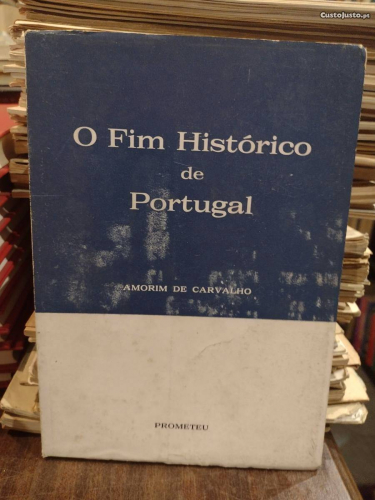 CustoJusto.pt
O Fim Histórico
de
Portugal
AMORIM DE CARVALHO
PROMETEU